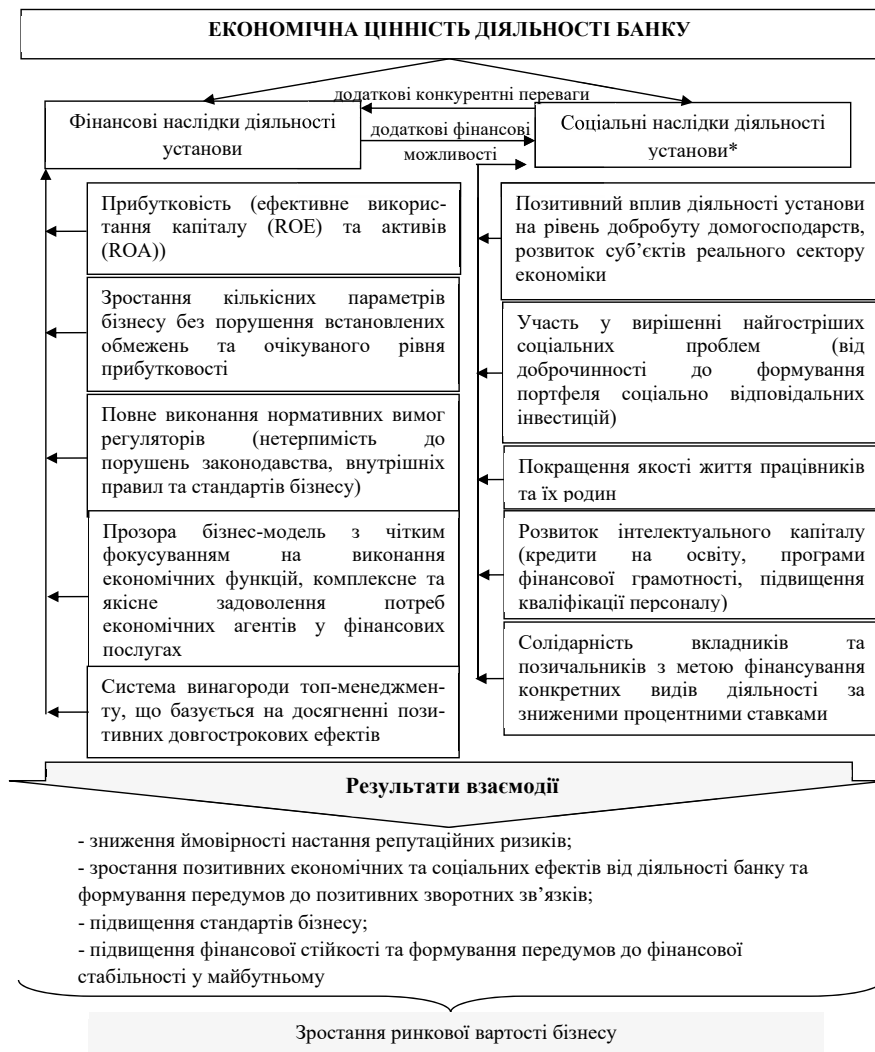 ЕКОНОМІЧНА ЦІННІСТЬ ДІЯЛЬНОСТІ БАНКУ
додаткові конкурентні переваги
Фінансові наслідки діяльності
установи
додаткові фінансові
можливості
Соціальні наслідки діяльності
установи*
Прибутковість (ефективне викорис-
тання капіталу (ROE) та активів
(ROA))
Зростання кількісних параметрів
бізнесу без порушення встановлених
обмежень та очікуваного рівня
прибутковості
Повне виконання нормативних вимог
регуляторів (нетерпимість до
порушень законодавства, внутрішніх
правил та стандартів бізнесу)
Прозора бізнес-модель з чітким
фокусуванням на виконання
економічних функцій, комплексне та
якісне задоволення потреб
економічних агентів у фінансових
послугах
Система винагороди топ-менеджмен-
ту, що базується на досягненні пози-
тивних довгострокових ефектів
Позитивний вплив діяльності установи
на рівень добробуту домогосподарств,
розвиток суб’єктів реального сектору
економіки
Участь у вирішенні найгостріших
соціальних проблем (від
доброчинності до формування
портфеля соціально відповідальних
інвестицій)
Покращення якості життя працівників
та їх родин
Розвиток інтелектуального капіталу
(кредити на освіту, програми
фінансової грамотності, підвищення
кваліфікації персоналу)
Солідарність вкладників та
позичальників з метою фінансування
конкретних видів діяльності за
зниженими процентними ставками
Результати взаємодії
- зниження ймовірності настання репутаційних ризиків;
- зростання позитивних економічних та соціальних ефектів від діяльності банку та
формування передумов до позитивних зворотних зв’язків;
- підвищення стандартів бізнесу;
- підвищення фінансової стійкості та формування передумов до фінансової
стабільності у майбутньому
Зростання ринкової вартості бізнесу